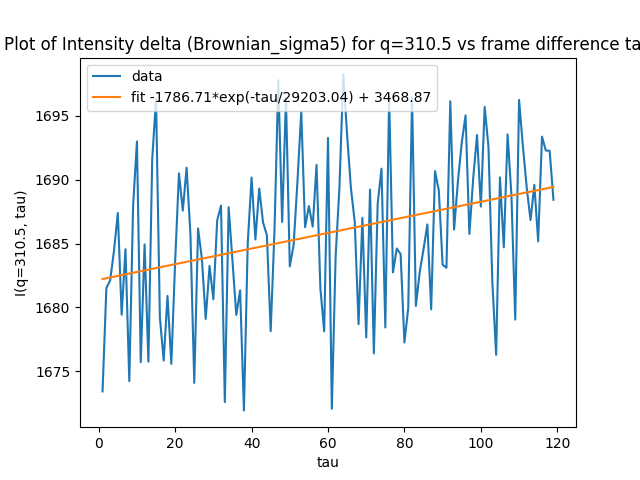 Plot of Intensity delta (Brownian_sigma5) for q=310.5 vs frame difference ta
data
fit -1786.71*exp(-tau/29203.04) + 3468.87
1695
1690
1685
1680
1675
I(q=310.5, tau)
0 20 40 60 80 100 120
tau